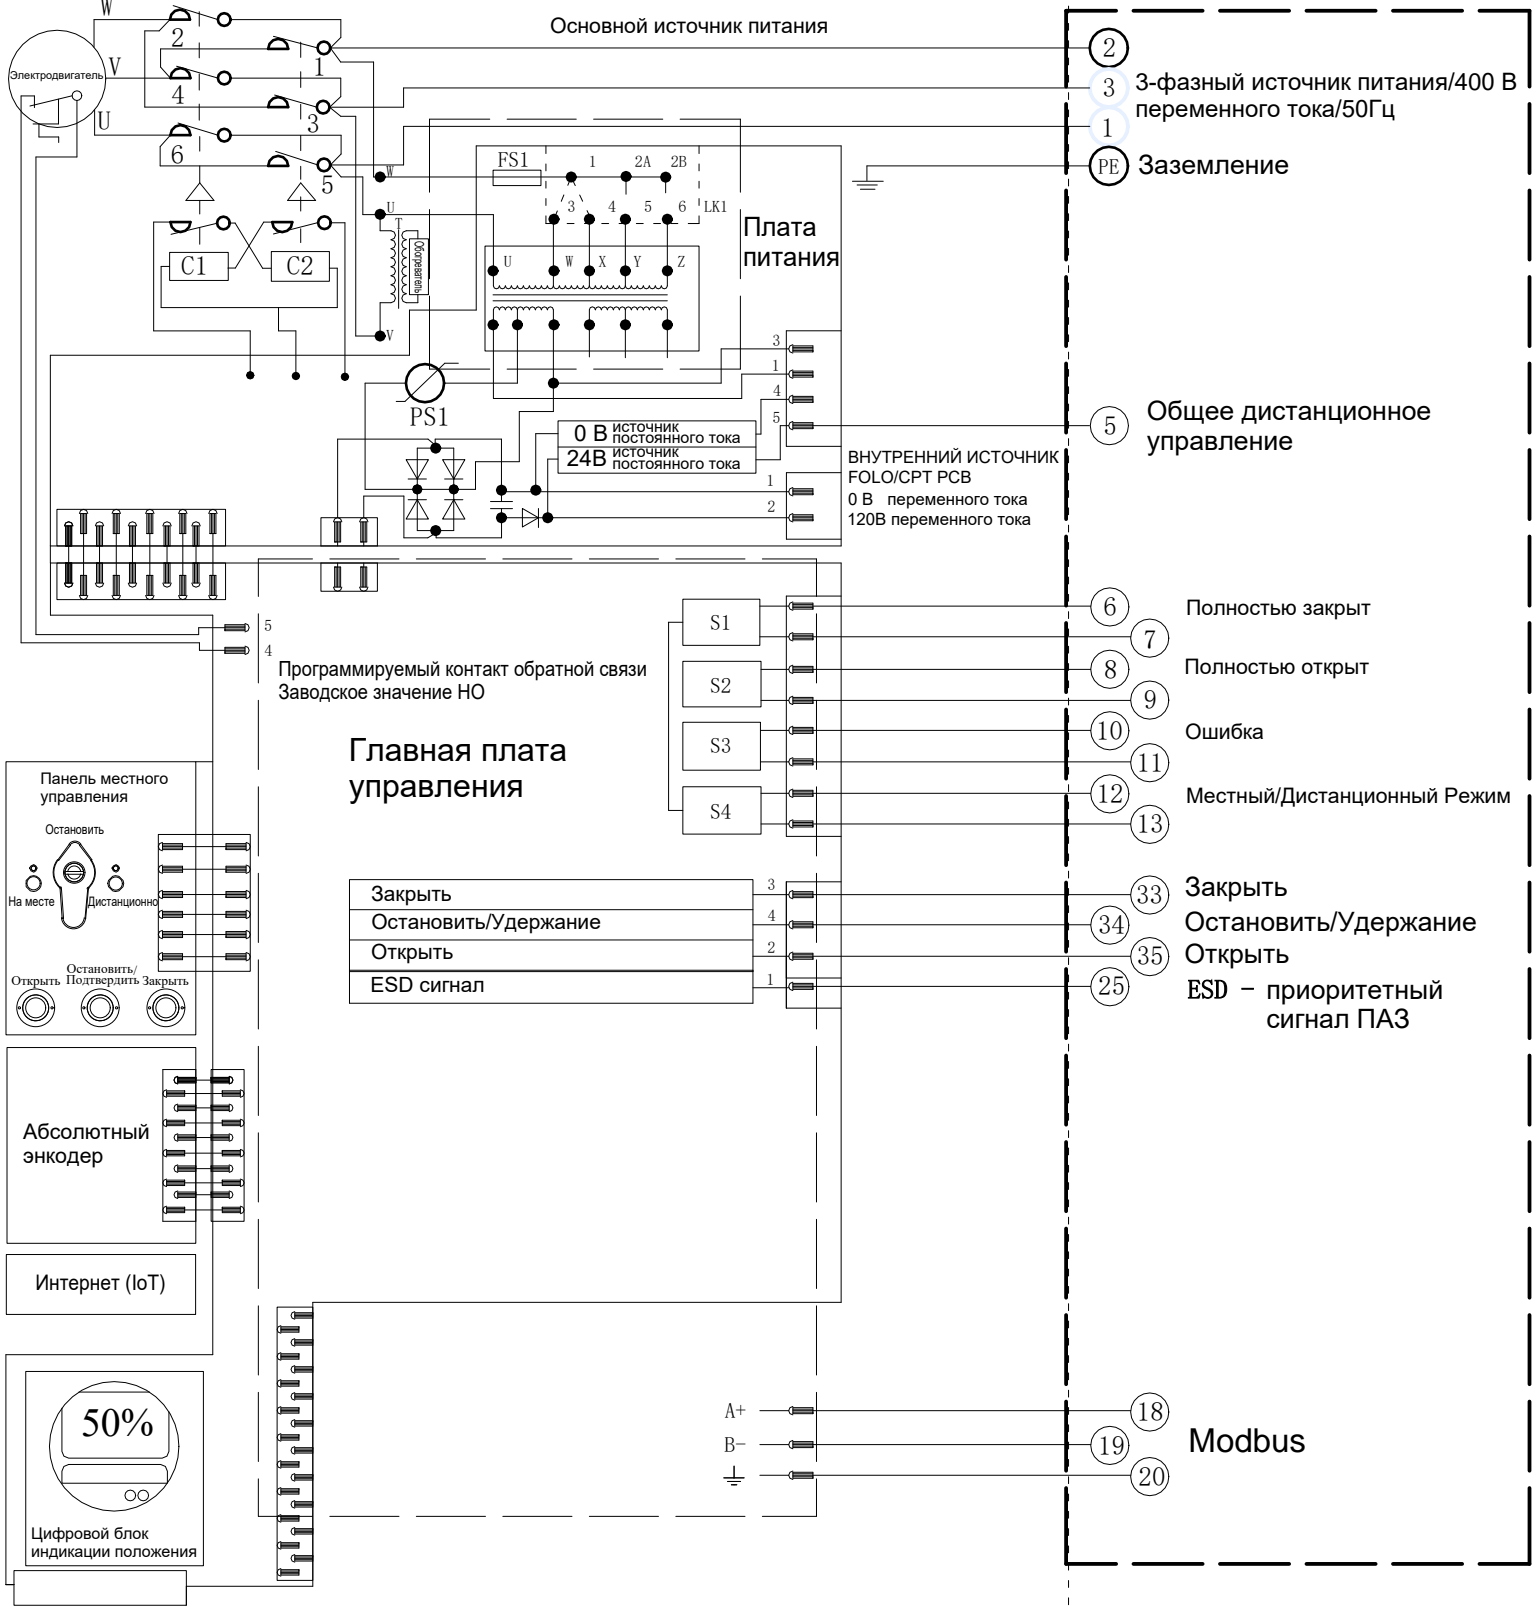 W
Основной источник питания
2
1
2
Электродвигатель
V
4
3
3-фазный источник питания/400 В
переменного тока/50Гц
U
3
1
6
5
FS1
1
2A
2B
W
PE
Заземление
3
4
5
6
LK1
U
T
Обогреватель
V
Плата
питания
C1
C2
U
W
X
Y
Z
3
1
4
5
PS1
0 В источник
постоянного тока
24В источник
постоянного тока
5
Общее дистанционное
управление
ВНУТРЕННИЙ ИСТОЧНИК
FOLO/CPT PCB
1
0 В переменного тока
2
120В переменного тока
5
4
Программируемый контакт обратной связи
Заводское значение НО
S1
6
Полностью закрыт
7
S2
8
Полностью открыт
9
Главная плата
управления
S3
10
Ошибка
11
S4
12
Местный/Дистанционный Режим
13
Панель местного
управления
Остановить
На месте
Дистанционно
Открыть
Остановить/
Подтвердить
Закрыть
Закрыть
3
33
Закрыть
Остановить/Удержание
4
34
Остановить/Удержание
Открыть
2
35
Открыть
ESD сигнал
1
25
ESD - приоритетный
сигнал ПАЗ
Абсолютный
энкодер
Интернет (IoT)
50%
Цифровой блок
индикации положения
A+
18
B-
19
Modbus
20